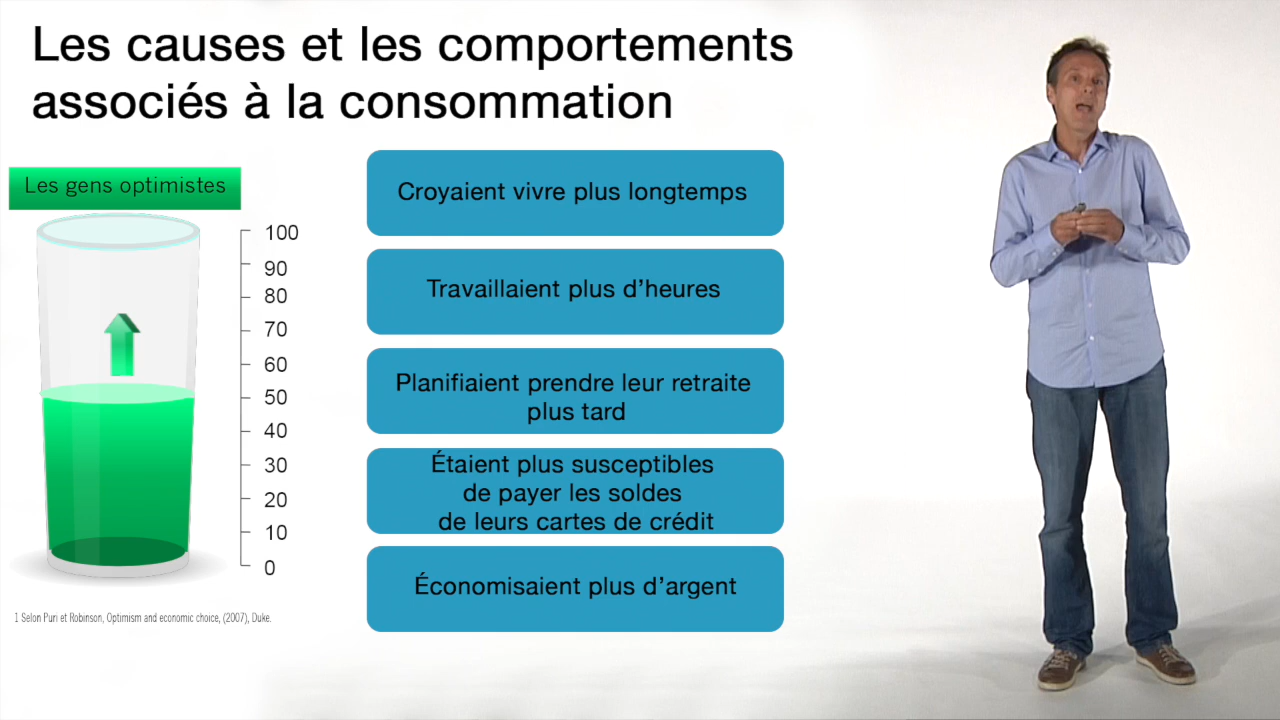 Les causes et les comportements
associés à la consommation
Les gens optimistes
100
90
80
70
60
50
40
30
20
10
0
Croyaient vivre plus longtemps
Travaillaient plus d’heures
Planifiaient prendre leur retraite
plus tard
Étaient plus susceptibles
de payer les soldes
de leurs cartes de crédit
Économisaient plus d’argent
1 Selon Puri et Robinson, Optimism and economic choice, (2007), Duke.